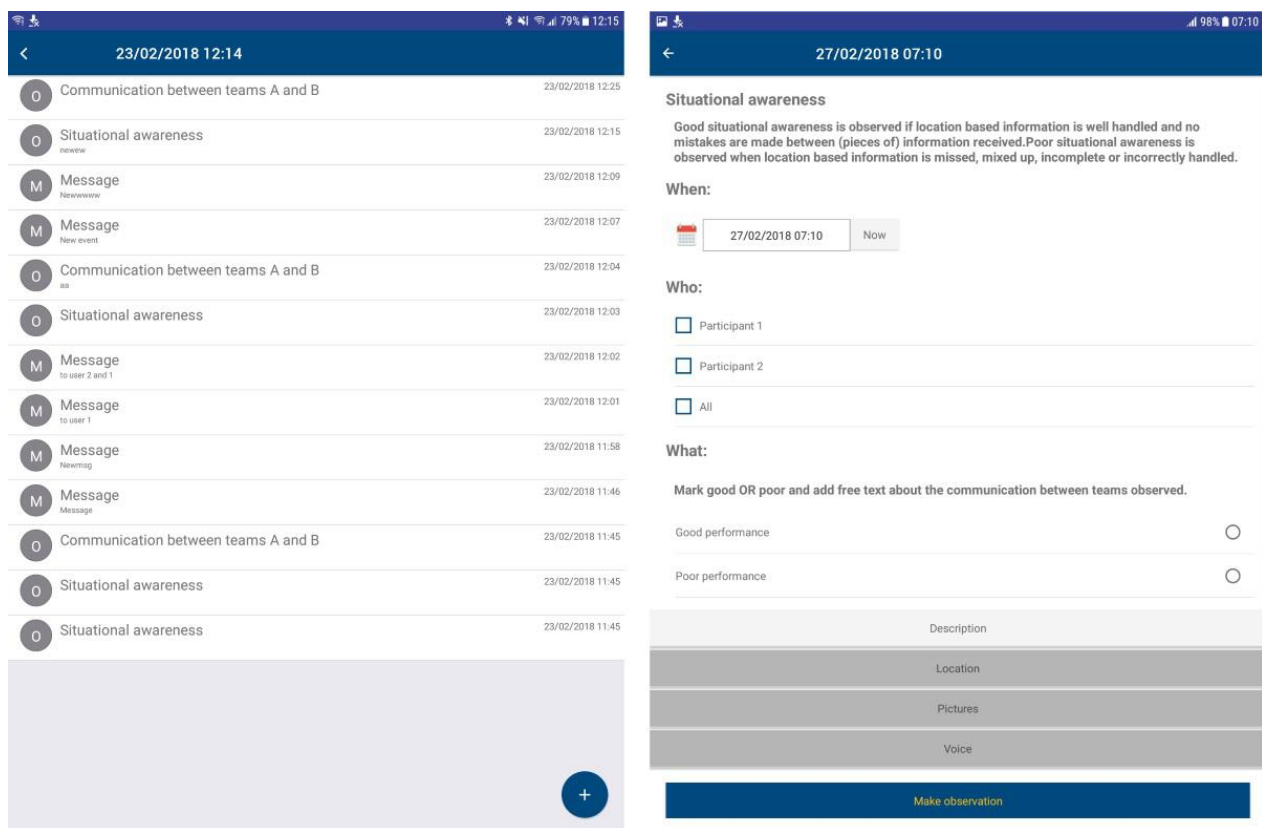 79% 12:15
23/02/2018 12:14
O Communication between teams A and B 23/02/2018 12:25
O Situational awareness 23/02/2018 12:15
newew
M Message 23/02/2018 12:09
Newwwww
M Message 23/02/2018 12:07
New event
O Communication between teams A and B 23/02/2018 12:04
aa
O Situational awareness 23/02/2018 12:03
M Message 23/02/2018 12:02
to user 2 and 1
M Message 23/02/2018 12:01
to user 1
M Message 23/02/2018 11:58
Newmsg
M Message 23/02/2018 11:46
Message
O Communication between teams A and B 23/02/2018 11:45
O Situational awareness 23/02/2018 11:45
O Situational awareness 23/02/2018 11:45
+
98% 07:10
27/02/2018 07:10
Situational awareness
Good situational awareness is observed if location based information is well handled and no
mistakes are made between (pieces of) information received.Poor situational awareness is
observed when location based information is missed, mixed up, incomplete or incorrectly handled.
When:
27/02/2018 07:10 Now
Who:
Participant 1
Participant 2
All
What:
Mark good OR poor and add free text about the communication between teams observed.
Good performance
Poor performance
Description
Location
Pictures
Voice
Make observation